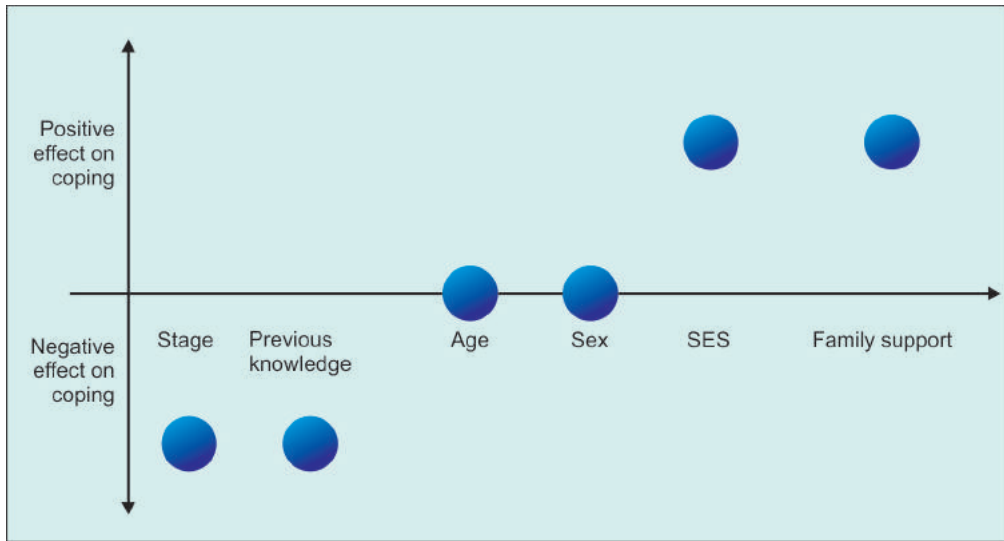 Positive
effect on
coping
Negative
effect on
coping
Stage
Previous
knowledge
Age
Sex
SES
Family support